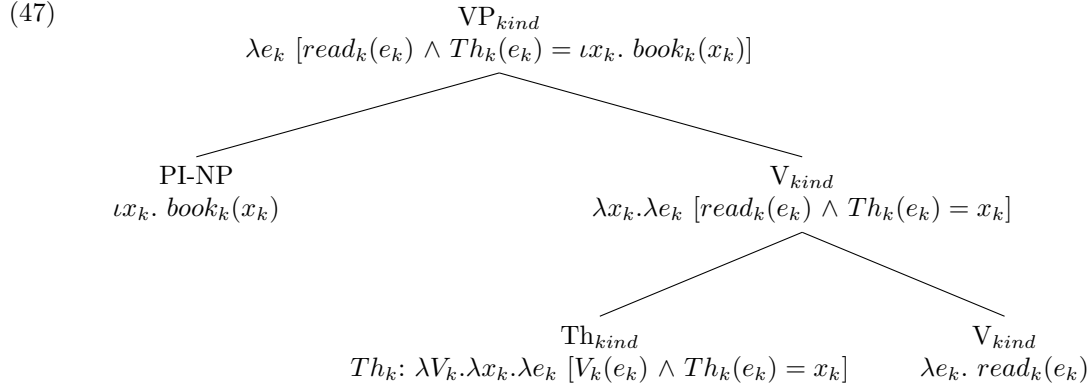 (47)
VP_kind
λe_k [read_k(e_k) ∧ Th_k(e_k) = ιx_k. book_k(x_k)]
PI-NP
ιx_k. book_k(x_k)
V_kind
λx_k.λe_k [read_k(e_k) ∧ Th_k(e_k) = x_k]
Th_kind
Th_k: λV_k.λx_k.λe_k [V_k(e_k) ∧ Th_k(e_k) = x_k]
V_kind
λe_k. read_k(e_k)